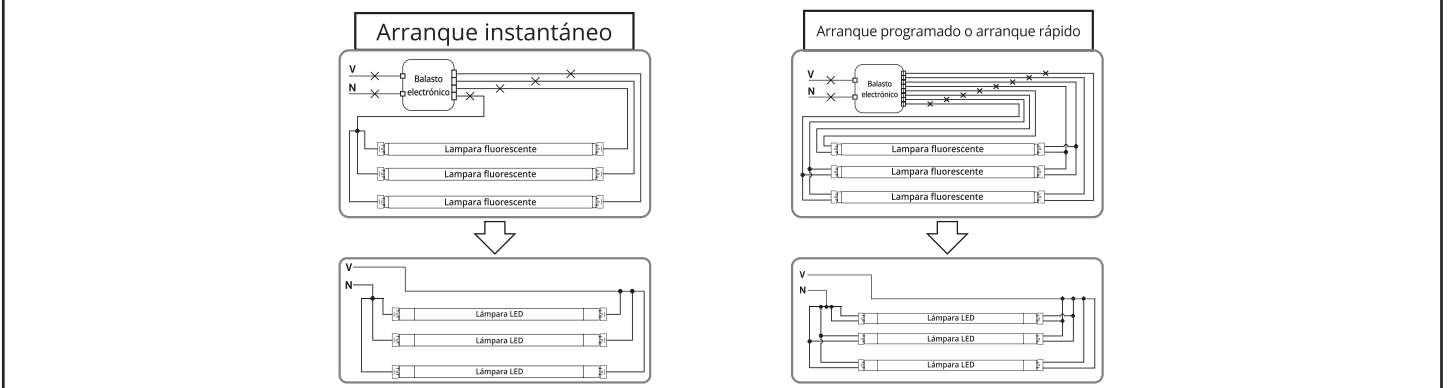 Arranque instantáneo
V
N
Balasto
electrónico
Lampara fluorescente
Lampara fluorescente
Lampara fluorescente
V
N
Lámpara LED
Lámpara LED
Lámpara LED
Arranque programado o arranque rápido
V
N
Balasto
electrónico
Lampara fluorescente
Lampara fluorescente
Lampara fluorescente
V
N
Lámpara LED
Lámpara LED
Lámpara LED